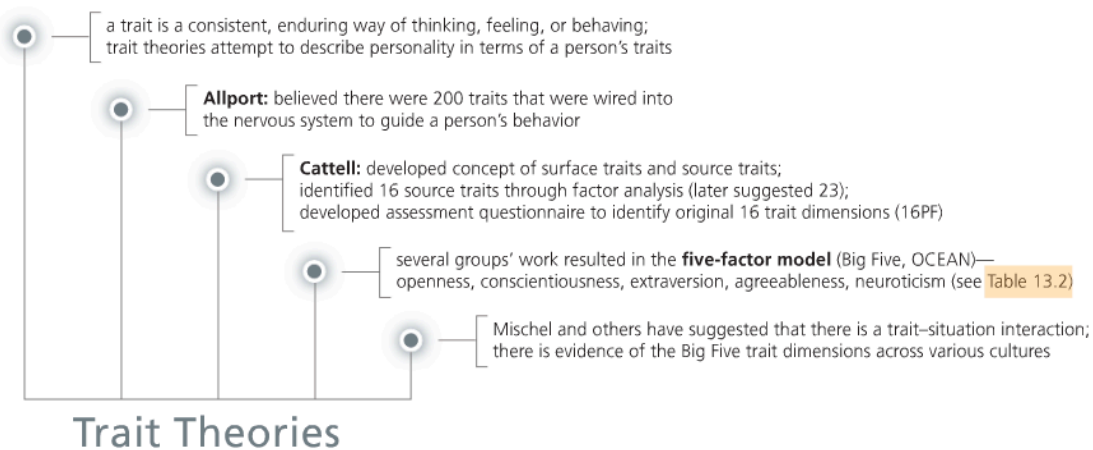 a trait is a consistent, enduring way of thinking, feeling, or behaving;
trait theories attempt to describe personality in terms of a person’s traits
Allport: believed there were 200 traits that were wired into
the nervous system to guide a person’s behavior
Cattell: developed concept of surface traits and source traits;
identified 16 source traits through factor analysis (later suggested 23);
developed assessment questionnaire to identify original 16 trait dimensions (16PF)
several groups’ work resulted in the five-factor model (Big Five, OCEAN)—
openness, conscientiousness, extraversion, agreeableness, neuroticism (see Table 13.2)
Mischel and others have suggested that there is a trait–situation interaction;
there is evidence of the Big Five trait dimensions across various cultures
Trait Theories